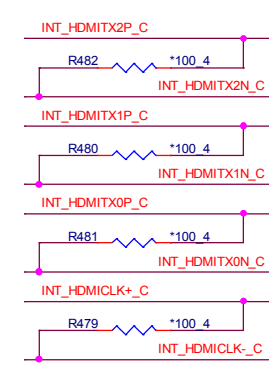 INT_HDMITX2P_C
R482 *100_4
INT_HDMITX2N_C
INT_HDMITX1P_C
R480 *100_4
INT_HDMITX1N_C
INT_HDMITX0P_C
R481 *100_4
INT_HDMITX0N_C
INT_HDMICLK+_C
R479 *100_4
INT_HDMICLK-_C